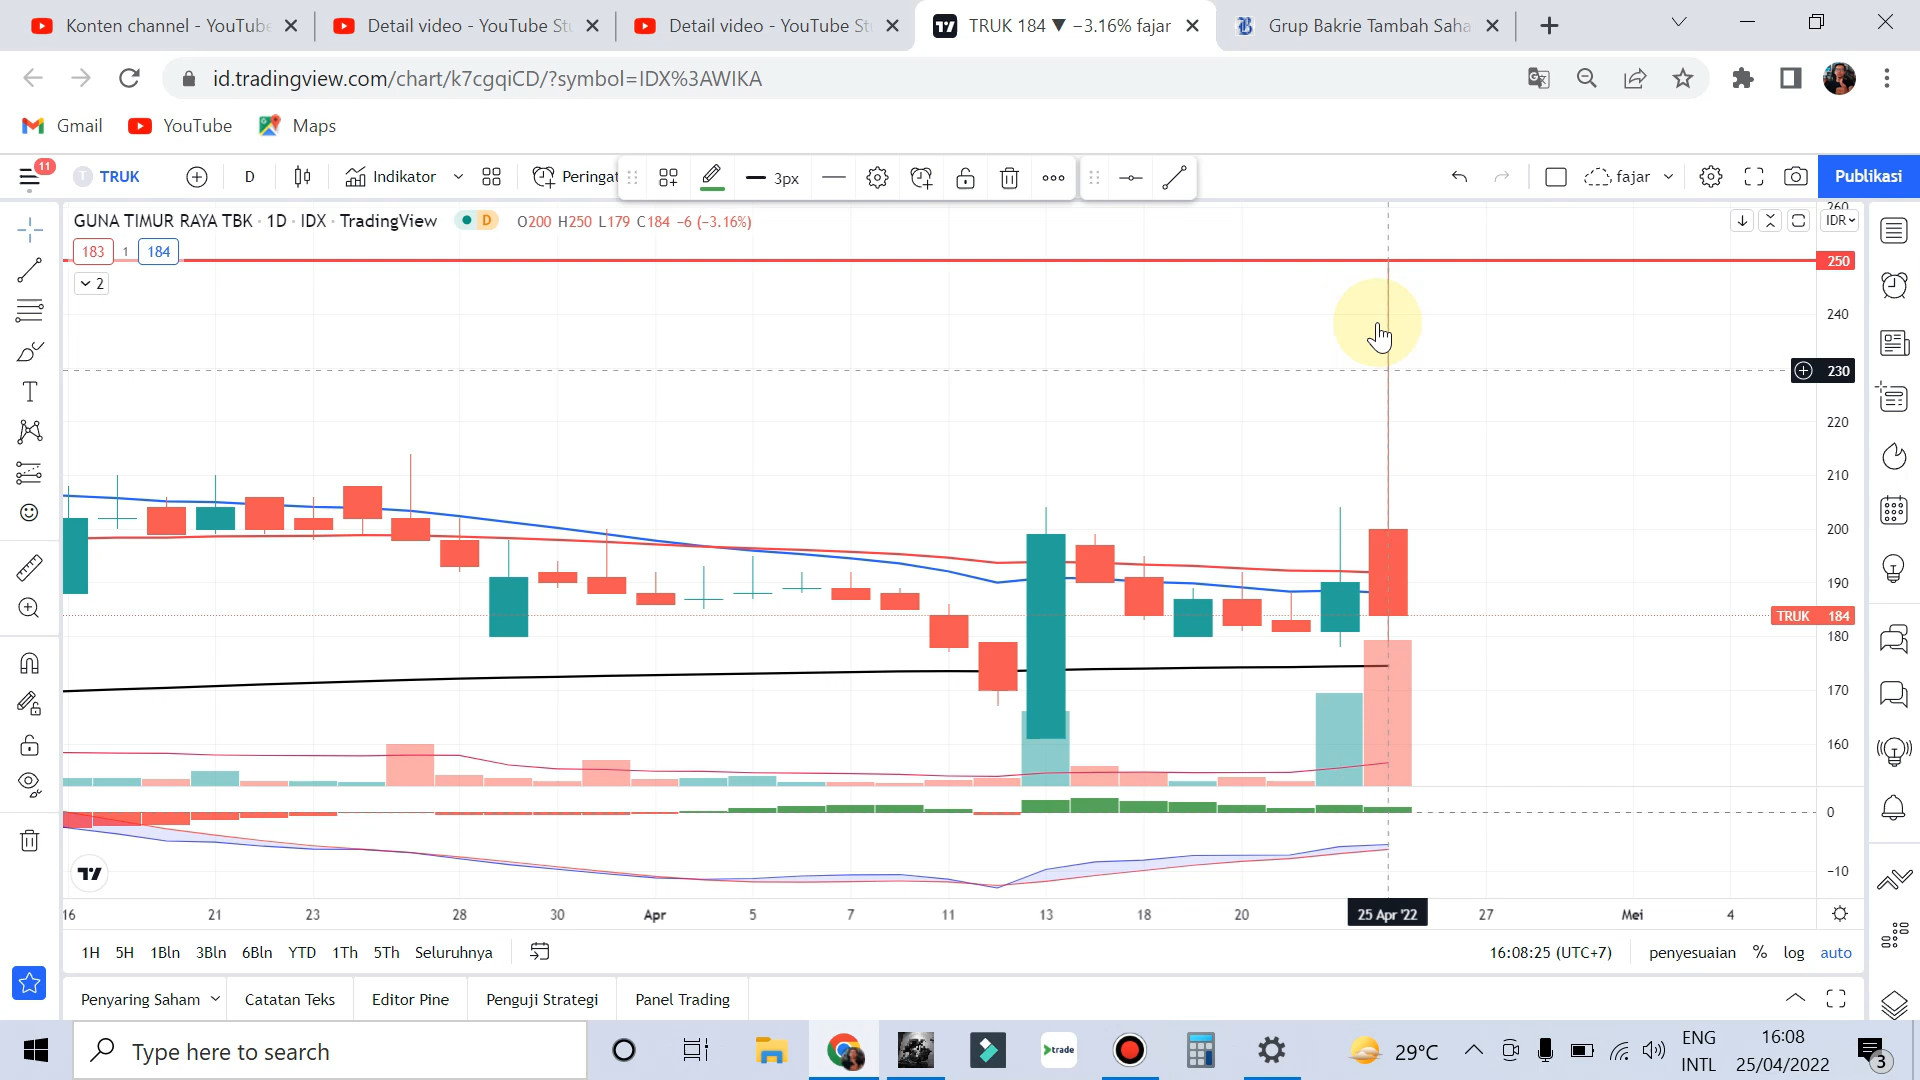 Konten channel - YouTube
Detail video - YouTube St
Detail video - YouTube St
TRUK 184 ▼ −3.16% fajar
Grup Bakrie Tambah Saha
id.tradingview.com/chart/k7cgqiCD/?symbol=IDX%3AWIKA
Gmail
YouTube
Maps
11
TRUK
D
Indikator
Peringat
3px
fajar
Publikasi
GUNA TIMUR RAYA TBK · 1D · IDX · TradingView
D
O200 H250 L179 C184 −6 (−3.16%)
IDR
183
1
184
2
260
250
240
230
220
210
200
190
TRUK 184
180
170
160
0
−10
16
21
23
28
30
Apr
5
7
11
13
18
20
25 Apr '22
27
Mei
4
1H
5H
1Bln
3Bln
6Bln
YTD
1Th
5Th
Seluruhnya
16:08:25 (UTC+7)
penyesuaian
%
log
auto
Penyaring Saham
Catatan Teks
Editor Pine
Penguji Strategi
Panel Trading
Type here to search
trade
29°C
ENG
INTL
16:08
25/04/2022
3